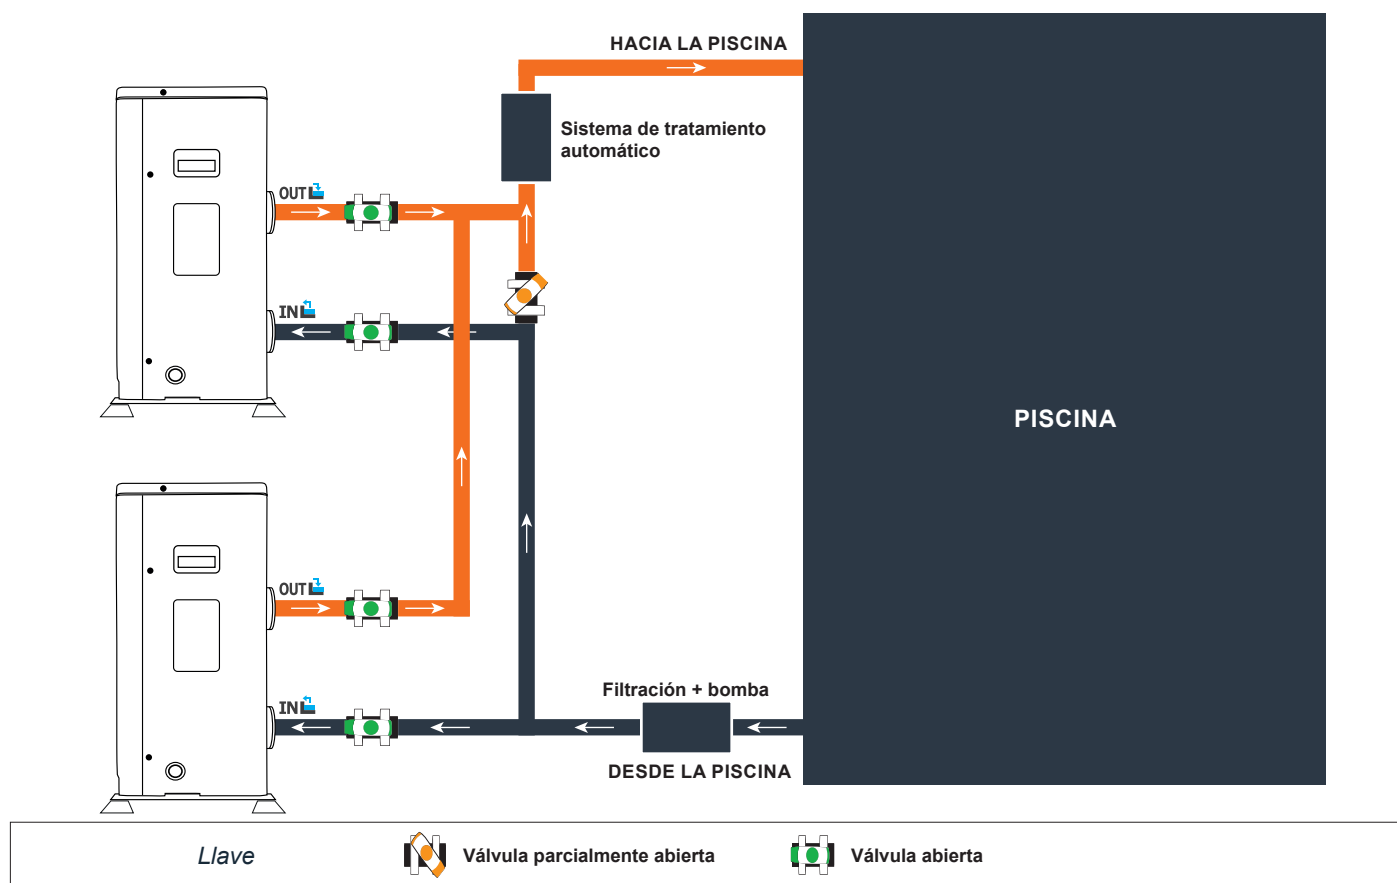 HACIA LA PISCINA
Sistema de tratamiento
automático
OUT
IN
PISCINA
OUT
IN
Filtración + bomba
DESDE LA PISCINA
Llave
Válvula parcialmente abierta
Válvula abierta